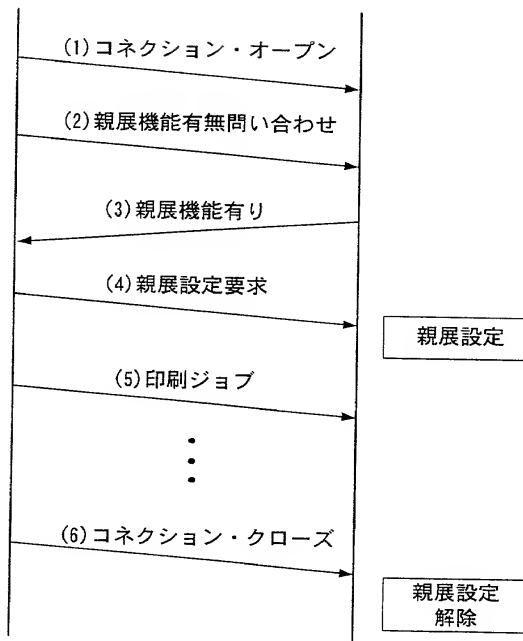 (1)コネクション・オープン
(2)親展機能有無問い合わせ
(3)親展機能有り
(4)親展設定要求
親展設定
(5)印刷ジョブ
(6)コネクション・クローズ
親展設定
解除